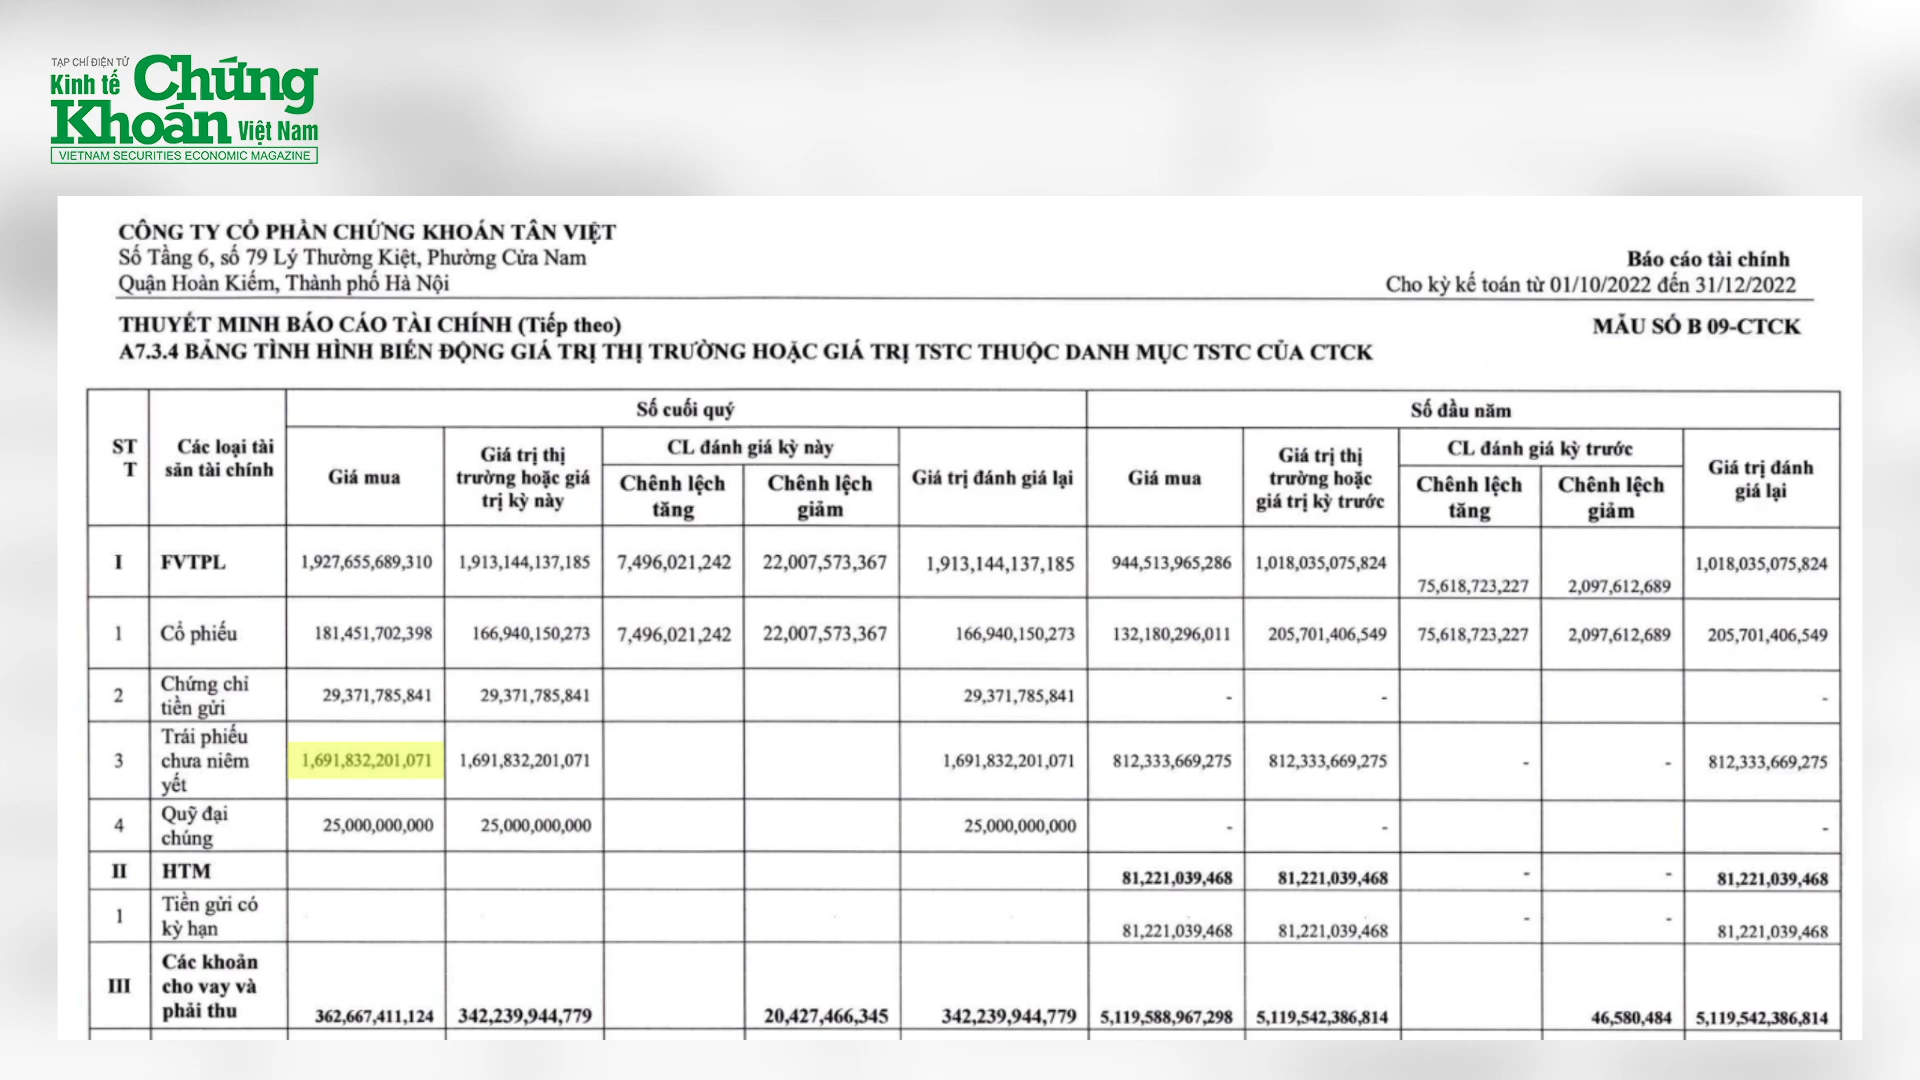 TẠP CHÍ ĐIỆN TỬ
Kinh tế Chứng
Khoán Việt Nam
VIETNAM SECURITIES ECONOMIC MAGAZINE
CÔNG TY CỔ PHẦN CHỨNG KHOÁN TÂN VIỆT
Số Tầng 6, số 79 Lý Thường Kiệt, Phường Cửa Nam
Quận Hoàn Kiếm, Thành phố Hà Nội
Báo cáo tài chính
Cho kỳ kế toán từ 01/10/2022 đến 31/12/2022
THUYẾT MINH BÁO CÁO TÀI CHÍNH (Tiếp theo)
MẪU SỐ B 09-CTCK
A7.3.4 BẢNG TÌNH HÌNH BIẾN ĐỘNG GIÁ TRỊ THỊ TRƯỜNG HOẶC GIÁ TRỊ TSTC THUỘC DANH MỤC TSTC CỦA CTCK
ST
T
Các loại tài
sản tài chính
Số cuối quý
Số đầu năm
Giá mua
Giá trị thị
trường hoặc giá
trị kỳ này
CL đánh giá kỳ này
Chênh lệch
tăng
Chênh lệch
giảm
Giá trị đánh giá lại
Giá mua
Giá trị thị
trường hoặc
giá trị kỳ trước
CL đánh giá kỳ trước
Chênh lệch
tăng
Chênh lệch
giảm
Giá trị đánh
giá lại
I FVTPL 1,927,655,689,310 1,913,144,137,185 7,496,021,242 22,007,573,367 1,913,144,137,185 944,513,965,286 1,018,035,075,824 75,618,723,227 2,097,612,689 1,018,035,075,824
1 Cổ phiếu 181,451,702,398 166,940,150,273 7,496,021,242 22,007,573,367 166,940,150,273 132,180,296,011 205,701,406,549 75,618,723,227 2,097,612,689 205,701,406,549
2 Chứng chỉ
tiền gửi 29,371,785,841 29,371,785,841 29,371,785,841 - - -
3 Trái phiếu
chưa niêm
yết 1,691,832,201,071 1,691,832,201,071 1,691,832,201,071 812,333,669,275 812,333,669,275 - - 812,333,669,275
4 Quỹ đại
chúng 25,000,000,000 25,000,000,000 25,000,000,000 - - -
II HTM 81,221,039,468 81,221,039,468 - - 81,221,039,468
1 Tiền gửi có
kỳ hạn 81,221,039,468 81,221,039,468 - - 81,221,039,468
III Các khoản
cho vay và
phải thu 362,667,411,124 342,239,944,779 20,427,466,345 342,239,944,779 5,119,588,967,298 5,119,542,386,814 46,580,484 5,119,542,386,814